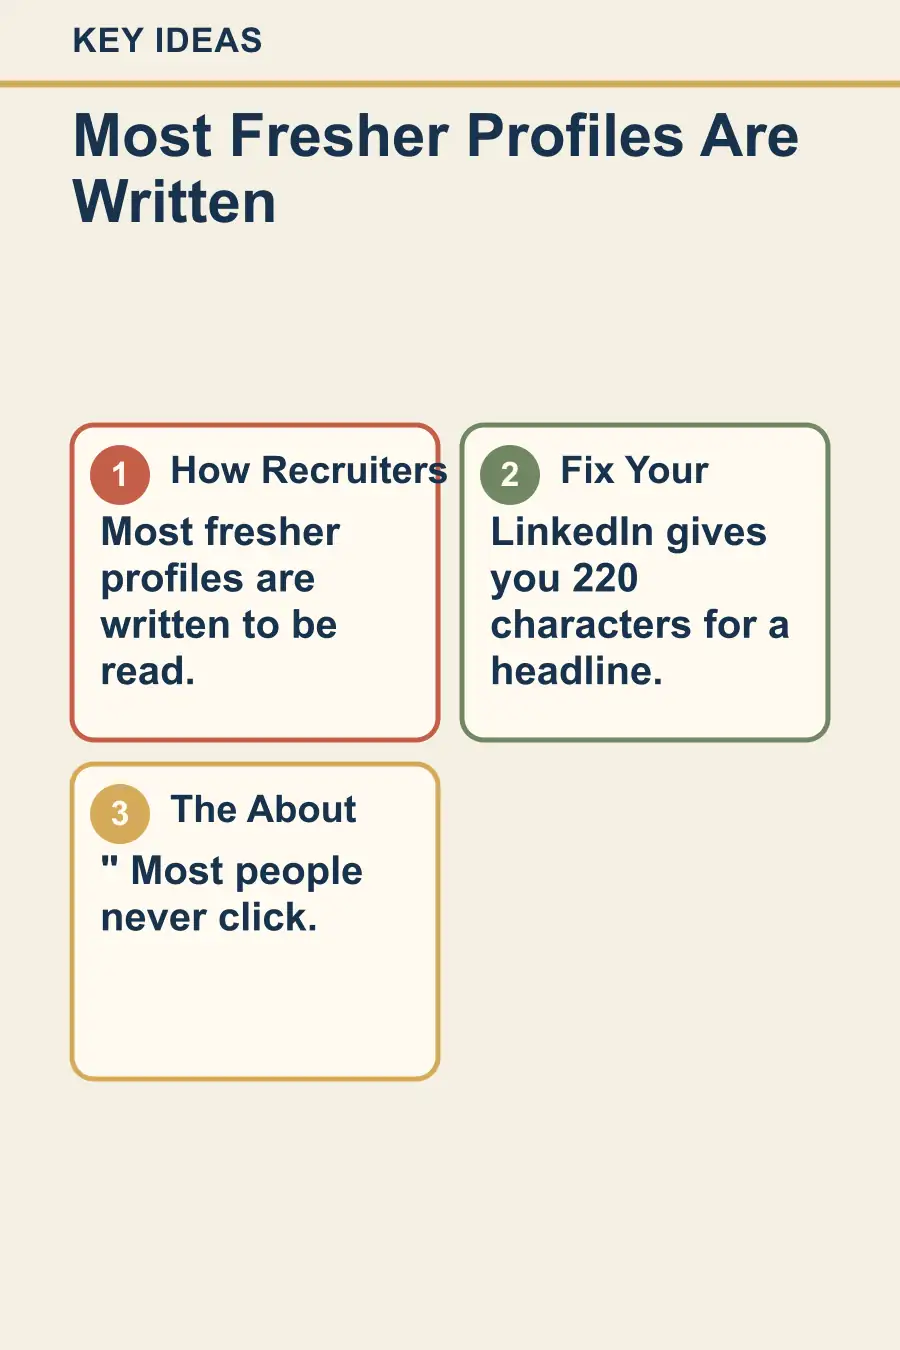 KEY IDEAS
Most Fresher Profiles Are
Written
1 How Recruiters
Most fresher
profiles are
written to be
read.
2 Fix Your
LinkedIn gives
you 220
characters for a
headline.
3 The About
" Most people
never click.